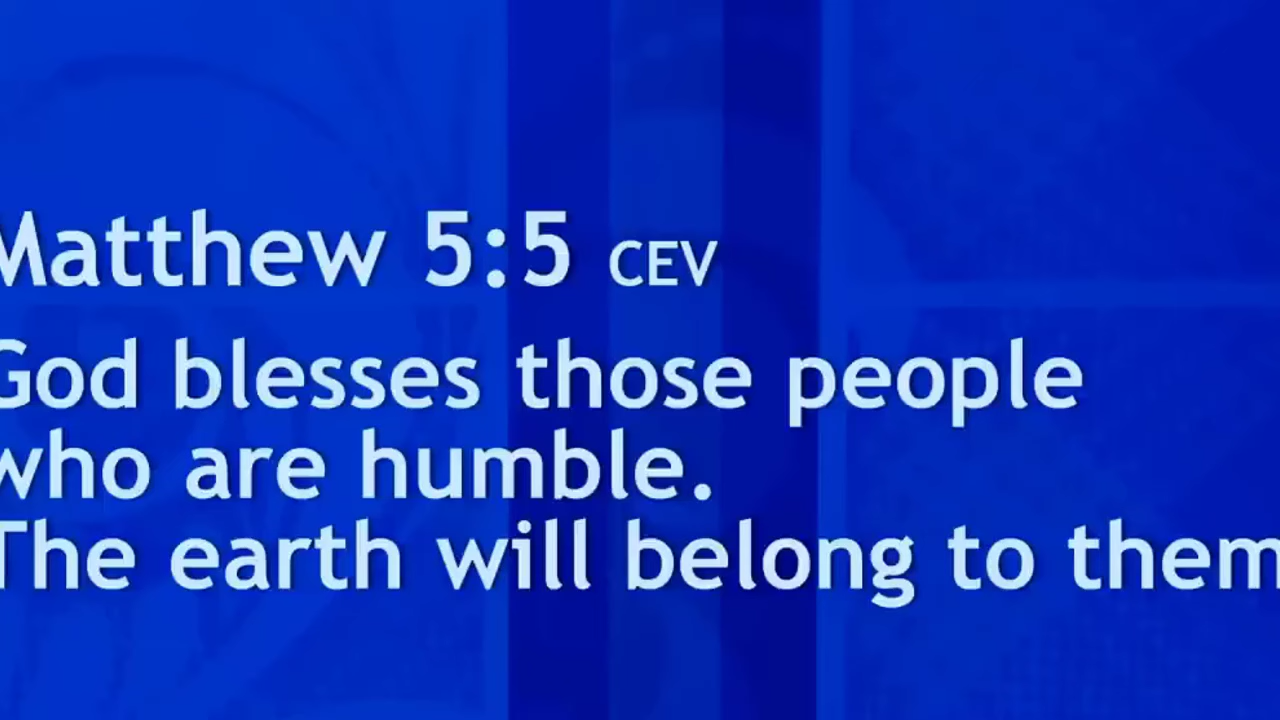 Matthew 5:5 CEV
God blesses those people
who are humble.
The earth will belong to them